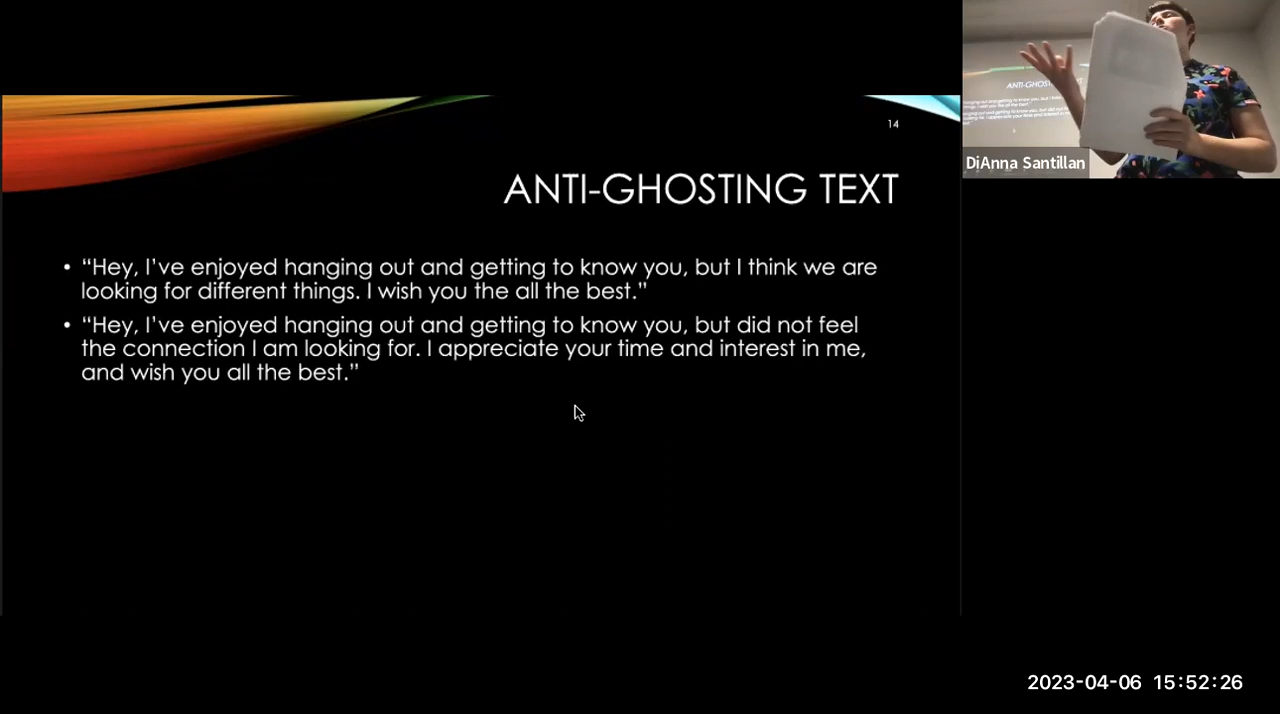 14
ANTI-GHOSTING TEXT
• “Hey, I’ve enjoyed hanging out and getting to know you, but I think we are
looking for different things. I wish you the all the best.”
• “Hey, I’ve enjoyed hanging out and getting to know you, but did not feel
the connection I am looking for. I appreciate your time and interest in me,
and wish you all the best.”
ANTI-GHOST
DiAnna Santillan
2023-04-06 15:52:26